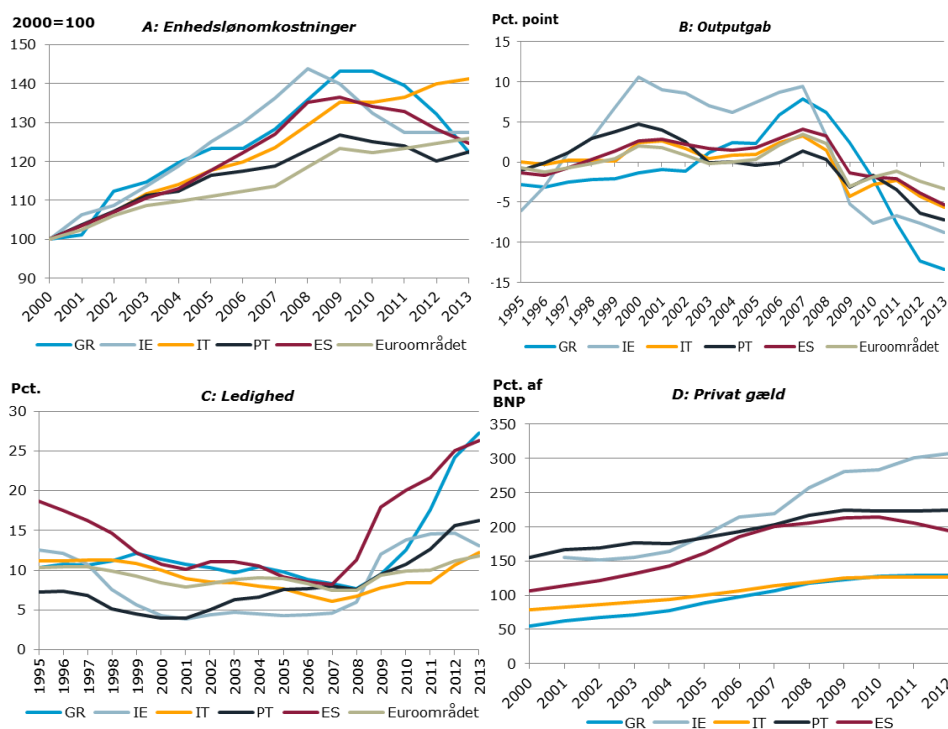 2000=100
A: Enhedslønomkostninger
150
140
130
120
110
100
90
2000 2001 2002 2003 2004 2005 2006 2007 2008 2009 2010 2011 2012 2013
GR IE IT PT ES Euroområdet
Pct. point
B: Outputgab
15
10
5
0
-5
-10
-15
1995 1996 1997 1998 1999 2000 2001 2002 2003 2004 2005 2006 2007 2008 2009 2010 2011 2012 2013
GR IE IT PT ES Euroområdet
Pct.
C: Ledighed
30
25
20
15
10
5
0
1995 1996 1997 1998 1999 2000 2001 2002 2003 2004 2005 2006 2007 2008 2009 2010 2011 2012 2013
GR IE IT PT ES Euroområdet
Pct. af
BNP
D: Privat gæld
350
300
250
200
150
100
50
0
2000 2001 2002 2003 2004 2005 2006 2007 2008 2009 2010 2011 2012
GR IE IT PT ES